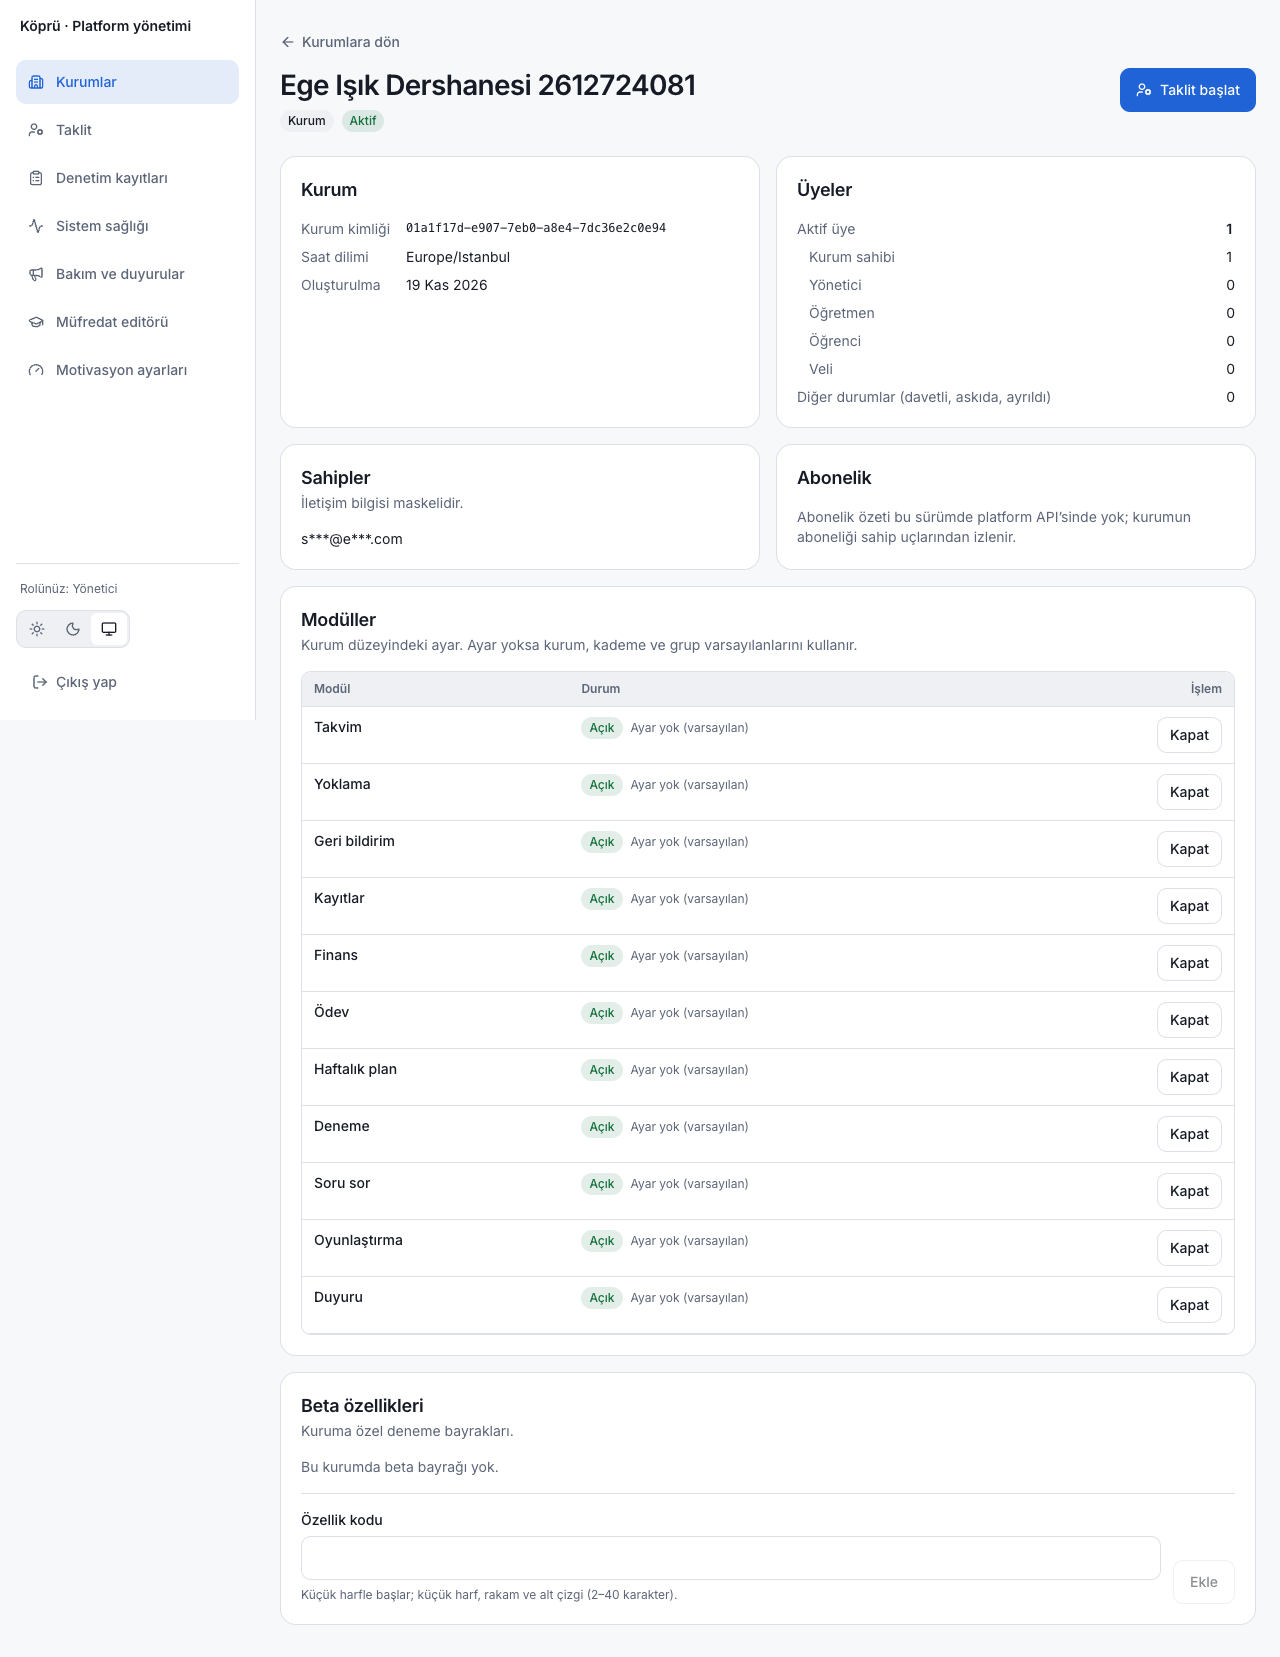 Köprü · Platform yönetimi
Kurumlar
Taklit
Denetim kayıtları
Sistem sağlığı
Bakım ve duyurular
Müfredat editörü
Motivasyon ayarları
Rolünüz: Yönetici
Çıkış yap
Kurumlara dön
Ege Işık Dershanesi 2612724081
Kurum Aktif
Taklit başlat
Kurum
Kurum kimliği 01a1f17d-e907-7eb0-a8e4-7dc36e2c0e94
Saat dilimi Europe/Istanbul
Oluşturulma 19 Kas 2026
Üyeler
Aktif üye 1
Kurum sahibi 1
Yönetici 0
Öğretmen 0
Öğrenci 0
Veli 0
Diğer durumlar (davetli, askıda, ayrıldı) 0
Sahipler
İletişim bilgisi maskelidir.
s***@e***.com
Abonelik
Abonelik özeti bu sürümde platform API’sinde yok; kurumun
aboneliği sahip uçlarından izlenir.
Modüller
Kurum düzeyindeki ayar. Ayar yoksa kurum, kademe ve grup varsayılanlarını kullanır.
Modül Durum İşlem
Takvim Açık Ayar yok (varsayılan) Kapat
Yoklama Açık Ayar yok (varsayılan) Kapat
Geri bildirim Açık Ayar yok (varsayılan) Kapat
Kayıtlar Açık Ayar yok (varsayılan) Kapat
Finans Açık Ayar yok (varsayılan) Kapat
Ödev Açık Ayar yok (varsayılan) Kapat
Haftalık plan Açık Ayar yok (varsayılan) Kapat
Deneme Açık Ayar yok (varsayılan) Kapat
Soru sor Açık Ayar yok (varsayılan) Kapat
Oyunlaştırma Açık Ayar yok (varsayılan) Kapat
Duyuru Açık Ayar yok (varsayılan) Kapat
Beta özellikleri
Kuruma özel deneme bayrakları.
Bu kurumda beta bayrağı yok.
Özellik kodu
Küçük harfle başlar; küçük harf, rakam ve alt çizgi (2–40 karakter).
Ekle